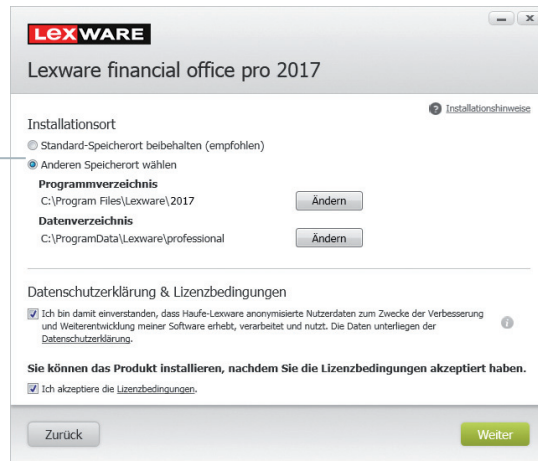 LEXWARE
Lexware financial office pro 2017
Installationshinweise
Installationsort
Standard-Speicherort beibehalten (empfohlen)
Anderen Speicherort wählen
Programmverzeichnis
C:\Program Files\Lexware\2017
Ändern
Datenverzeichnis
C:\ProgramData\Lexware\professional
Ändern
Datenschutzerklärung & Lizenzbedingungen
Ich bin damit einverstanden, dass Haufe-Lexware anonymisierte Nutzerdaten zum Zwecke der Verbesserung
und Weiterentwicklung meiner Software erhebt, verarbeitet und nutzt. Die Daten unterliegen der
Datenschutzerklärung.
Sie können das Produkt installieren, nachdem Sie die Lizenzbedingungen akzeptiert haben.
Ich akzeptiere die Lizenzbedingungen.
Zurück
Weiter